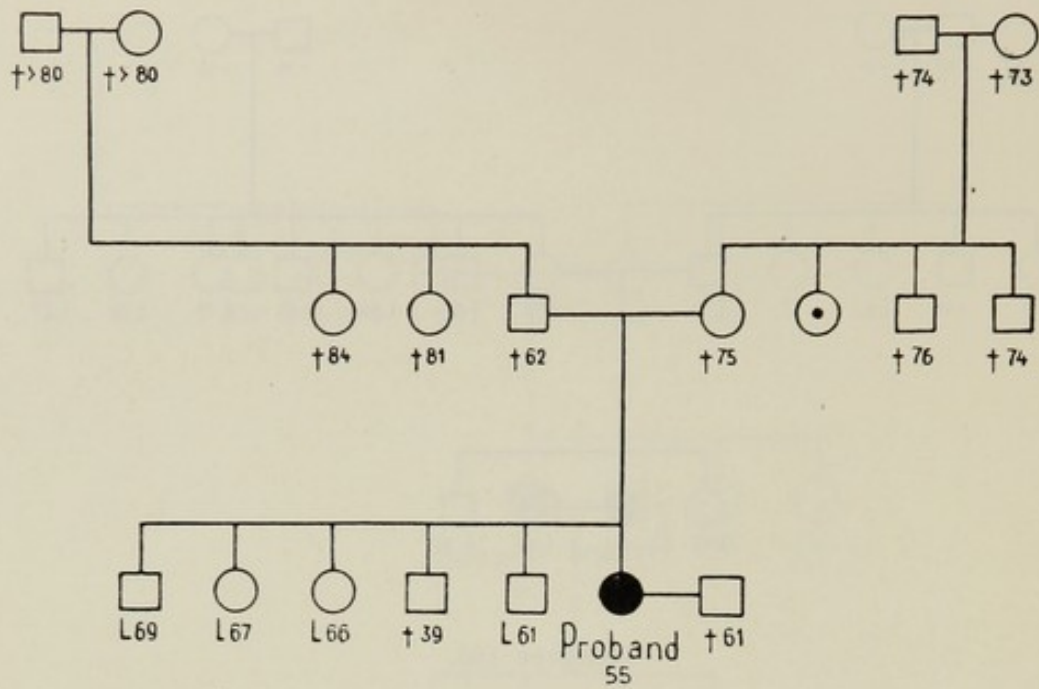 †>80 †>80 †74 †73
†84 †81 †62 †75 †76 †74
L69 L67 L66 †39 L61 Proband †61
55